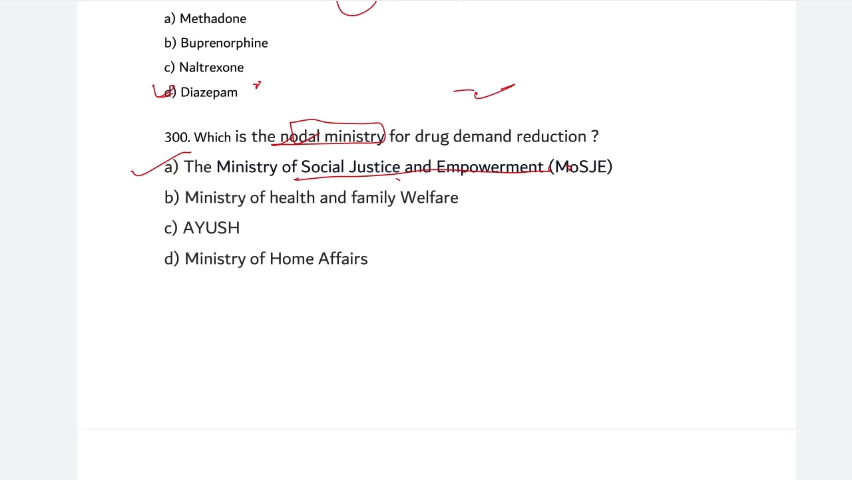 a) Methadone
b) Buprenorphine
c) Naltrexone
d) Diazepam
300. Which is the nodal ministry for drug demand reduction ?
a) The Ministry of Social Justice and Empowerment (MoSJE)
b) Ministry of health and family Welfare
c) AYUSH
d) Ministry of Home Affairs